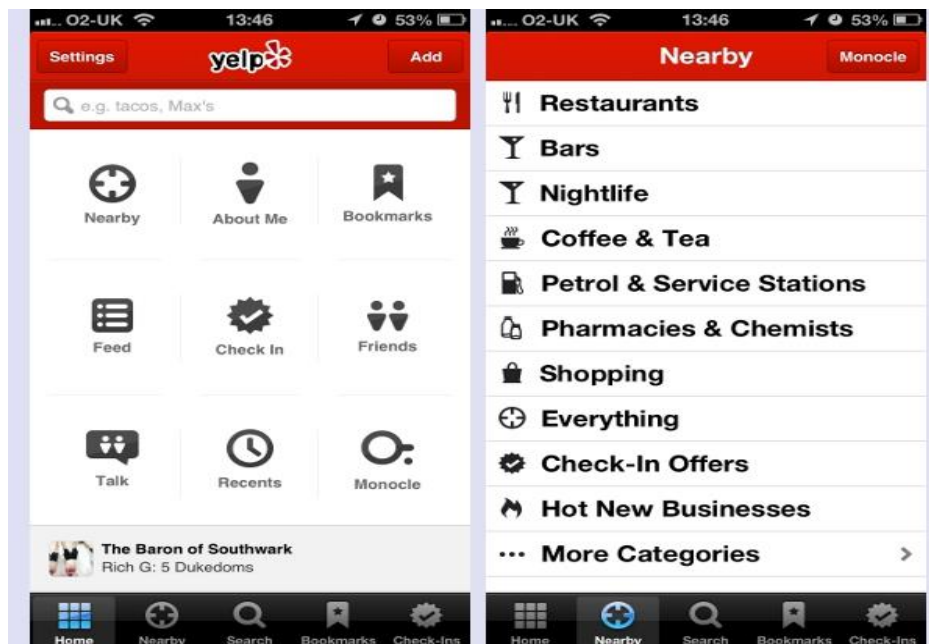 ... O2-UK 13:46 53%
Settings yelp Add
e.g. tacos, Max's
Nearby About Me Bookmarks
Feed Check In Friends
Talk Recents Monocle
The Baron of Southwark
Rich G: 5 Dukedoms
Home Nearby Search Bookmarks Check-Ins
... O2-UK 13:46 53%
Nearby Monocle
Restaurants
Bars
Nightlife
Coffee & Tea
Petrol & Service Stations
Pharmacies & Chemists
Shopping
Everything
Check-In Offers
Hot New Businesses
... More Categories >
Home Nearby Search Bookmarks Check-Ins